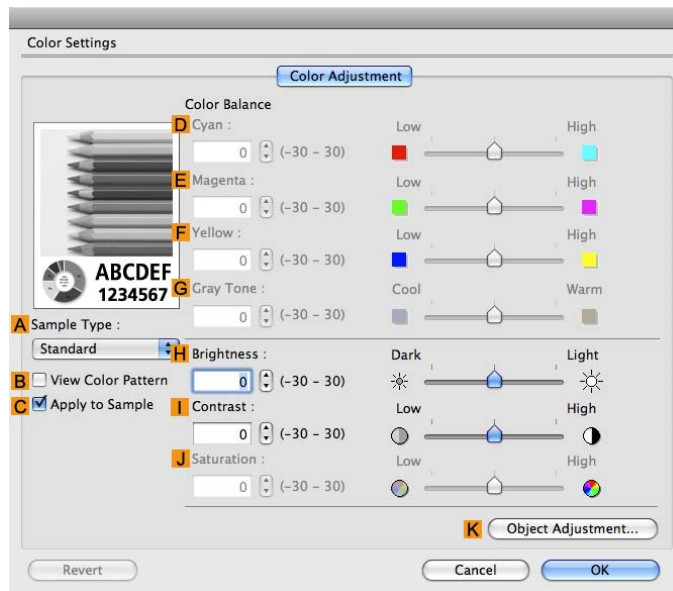 Color Settings
Color Adjustment
Color Balance
D Cyan :
Low High
0 (-30 – 30)
E Magenta :
Low High
0 (-30 – 30)
F Yellow :
Low High
0 (-30 – 30)
G Gray Tone :
Cool Warm
0 (-30 – 30)
ABCDEF
1234567
A Sample Type :
Standard
B View Color Pattern
C Apply to Sample
H Brightness :
Dark Light
0 (-30 – 30)
I Contrast :
Low High
0 (-30 – 30)
J Saturation :
Low High
0 (-30 – 30)
K Object Adjustment...
Revert Cancel OK